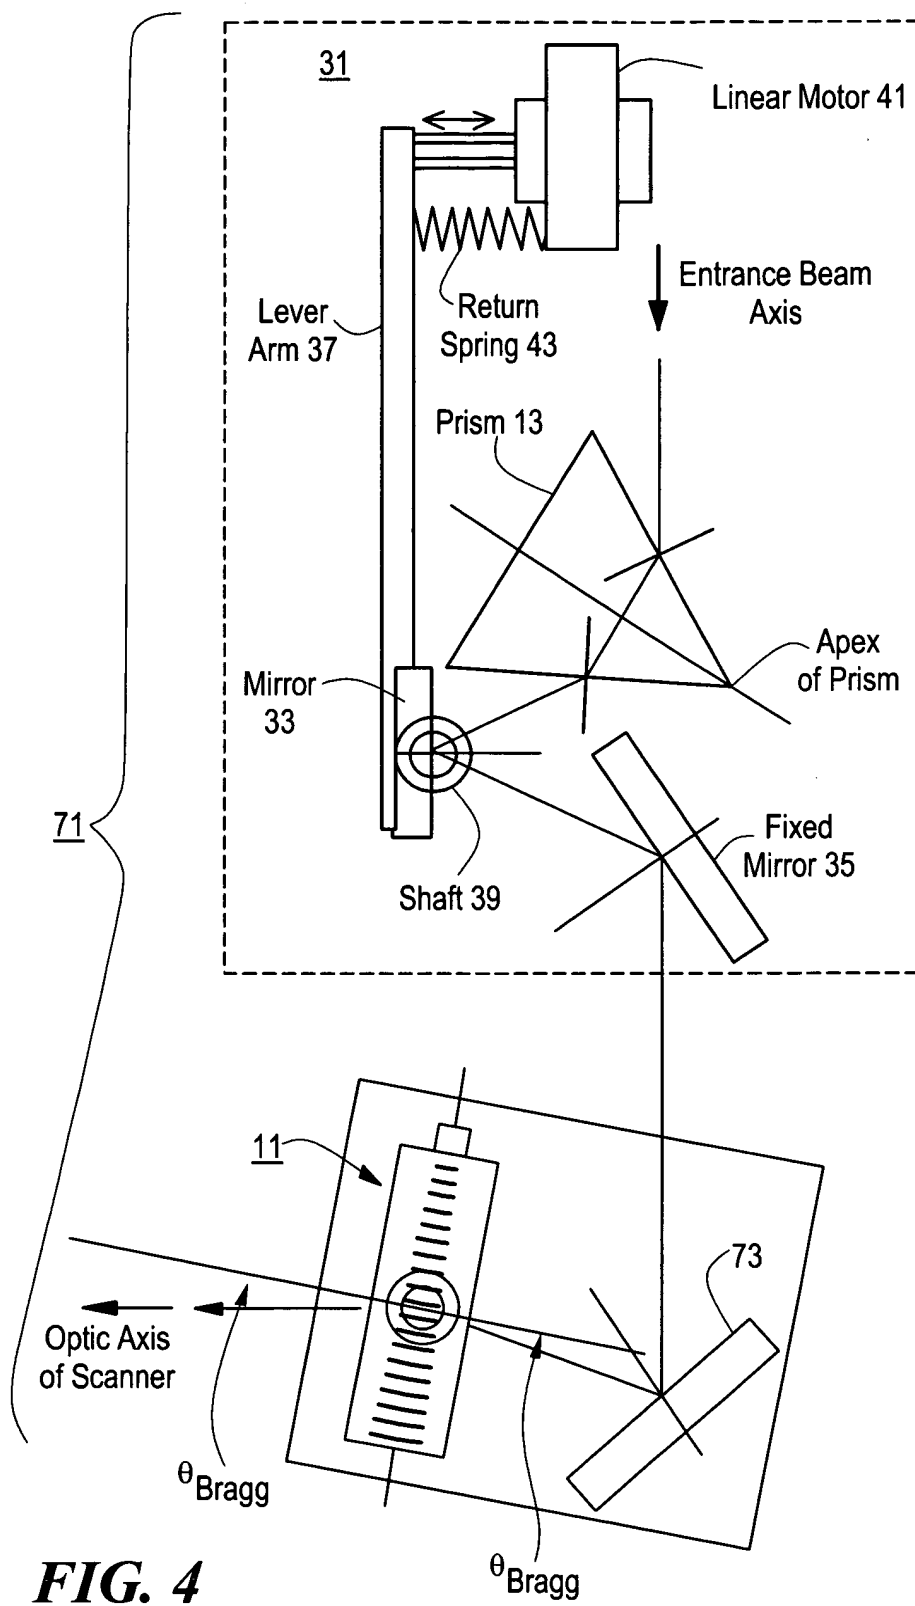 31
Linear Motor 41
Entrance Beam
Axis
Lever
Arm 37
Return
Spring 43
Prism 13
Apex
of Prism
Mirror
33
71
Fixed
Mirror 35
Shaft 39
11
73
Optic Axis
of Scanner
θBragg
θBragg
FIG. 4